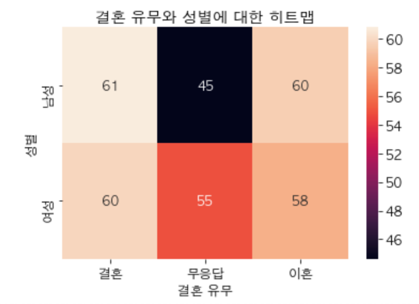 결혼 유무와 성별에 대한 히트맵
남성
61
45
60
여성
60
55
58
성별
결혼
무응답
이혼
결혼 유무
60
58
56
54
52
50
48
46